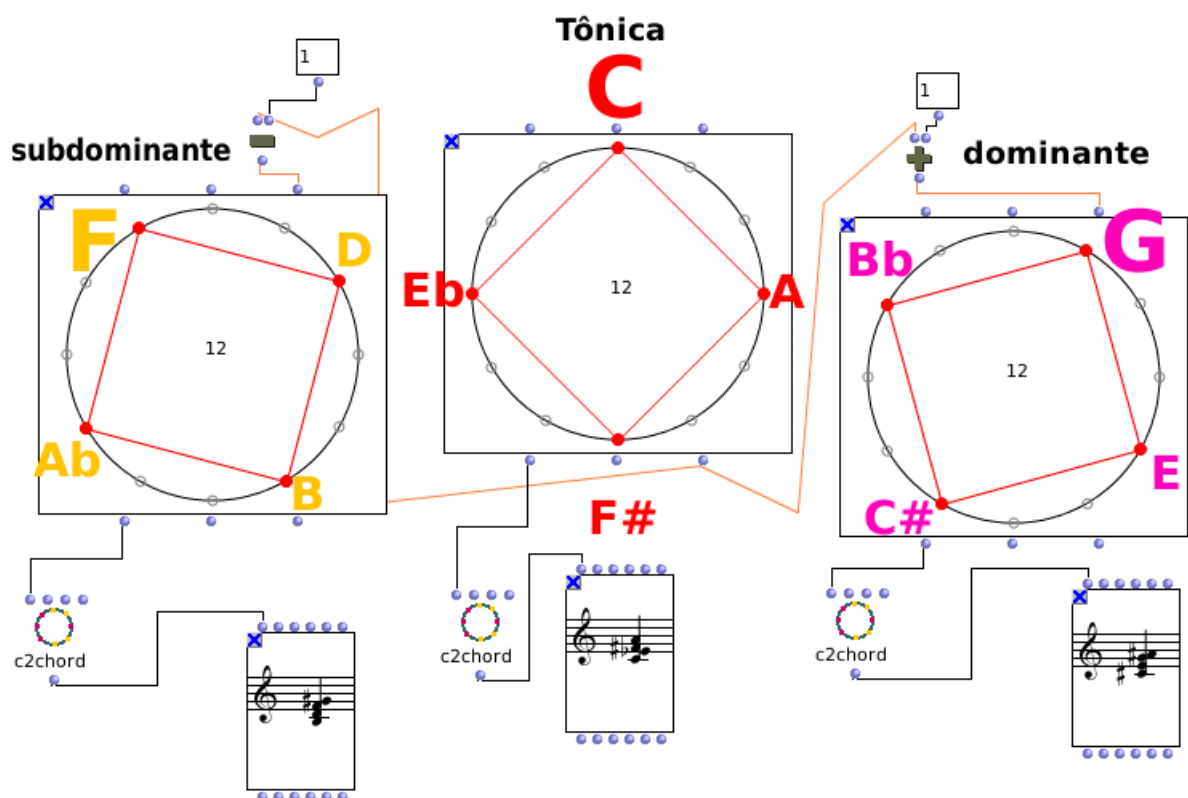 Tônica
1
C
1
subdominante
dominante
F
D
G
Bb
Eb
12
A
12
12
Ab
B
E
C#
F#
c2chord
c2chord
c2chord